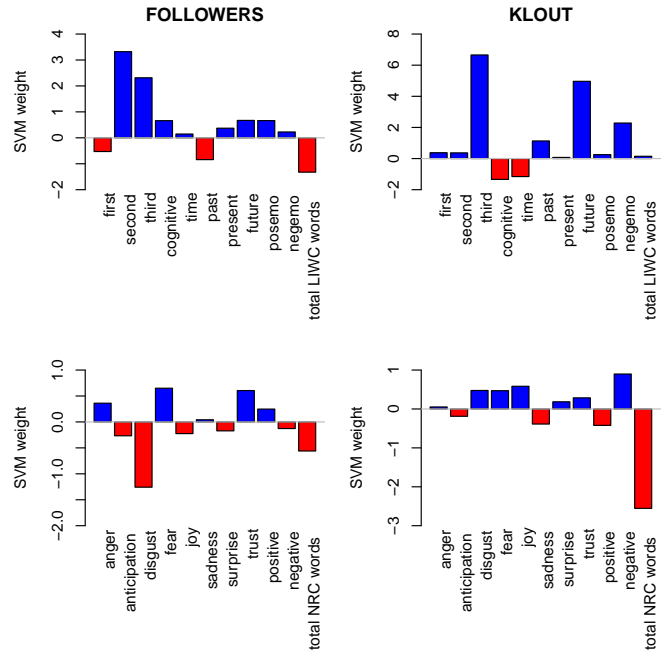 FOLLOWERS
SVM weight
−2 0 1 2 3 4
first
second
third
cognitive
time
past
present
future
posemo
negemo
total LIWC words
KLOUT
SVM weight
−2 0 2 4 6 8
first
second
third
cognitive
time
past
present
future
posemo
negemo
total LIWC words
SVM weight
−2.0 −1.0 0.0 1.0
anger
anticipation
disgust
fear
joy
sadness
surprise
trust
positive
negative
total NRC words
SVM weight
−3 −2 −1 0 1
anger
anticipation
disgust
fear
joy
sadness
surprise
trust
positive
negative
total NRC words